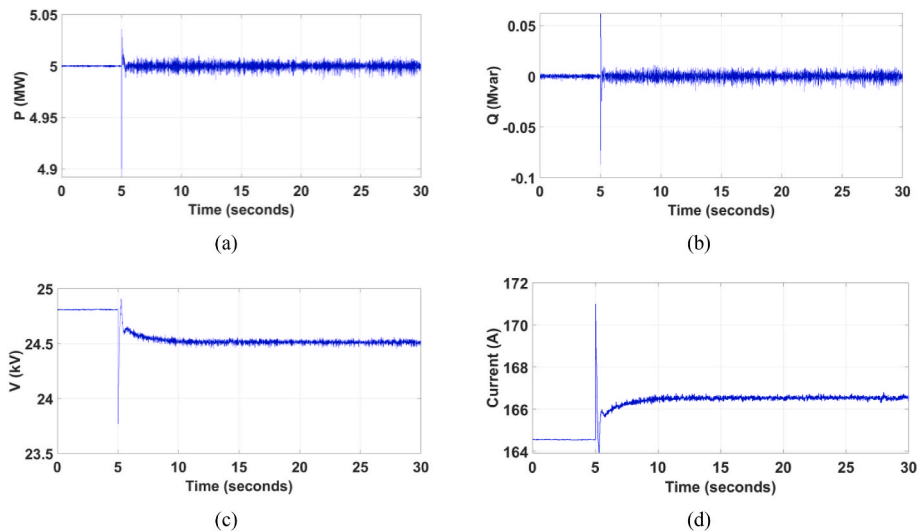 5.05
5
4.95
4.9
P (MW)
0 5 10 15 20 25 30
Time (seconds)
(a)
0.05
0
-0.05
-0.1
Q (Mvar)
0 5 10 15 20 25 30
Time (seconds)
(b)
25
24.5
24
23.5
V (kV)
0 5 10 15 20 25 30
Time (seconds)
(c)
172
170
168
166
164
Current (A)
0 5 10 15 20 25 30
Time (seconds)
(d)